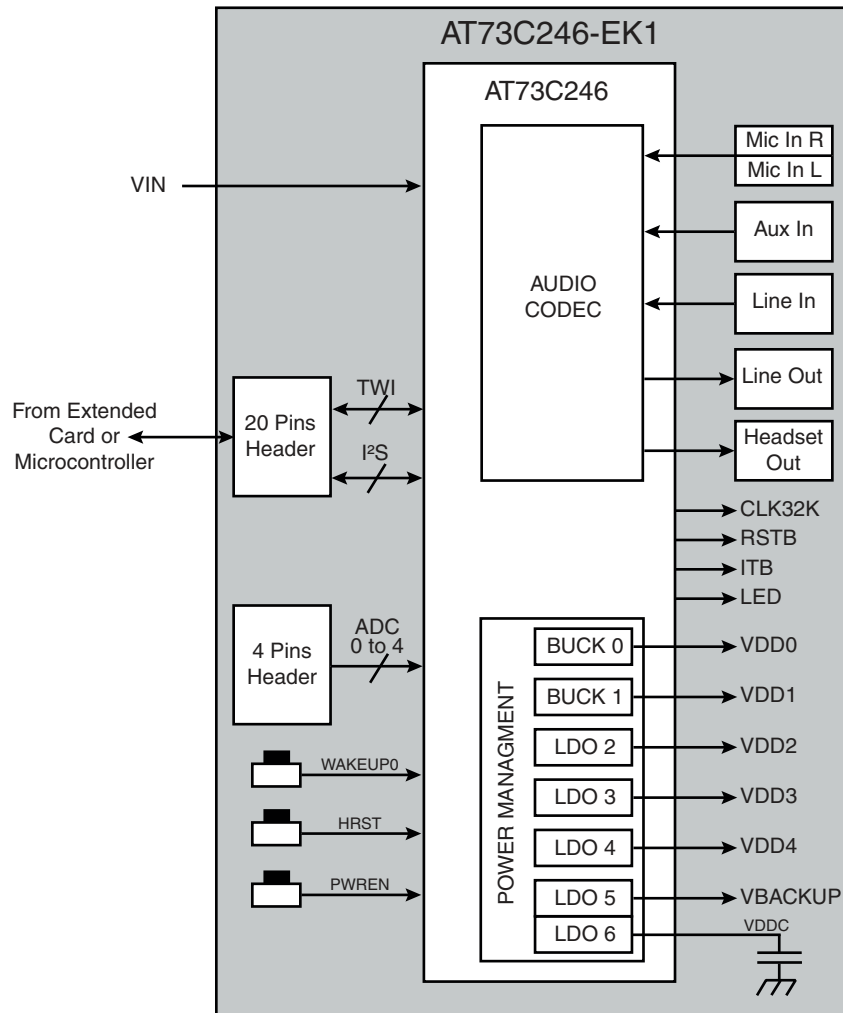 AT73C246-EK1
AT73C246
VIN
AUDIO
CODEC
Mic In R
Mic In L
Aux In
Line In
Line Out
Headset
Out
From Extended
Card or
Microcontroller
20 Pins
Header
TWI
I²S
CLK32K
RSTB
ITB
LED
4 Pins
Header
ADC
0 to 4
WAKEUP0
HRST
PWREN
POWER MANAGMENT
BUCK 0
VDD0
BUCK 1
VDD1
LDO 2
VDD2
LDO 3
VDD3
LDO 4
VDD4
LDO 5
VBACKUP
LDO 6
VDDC